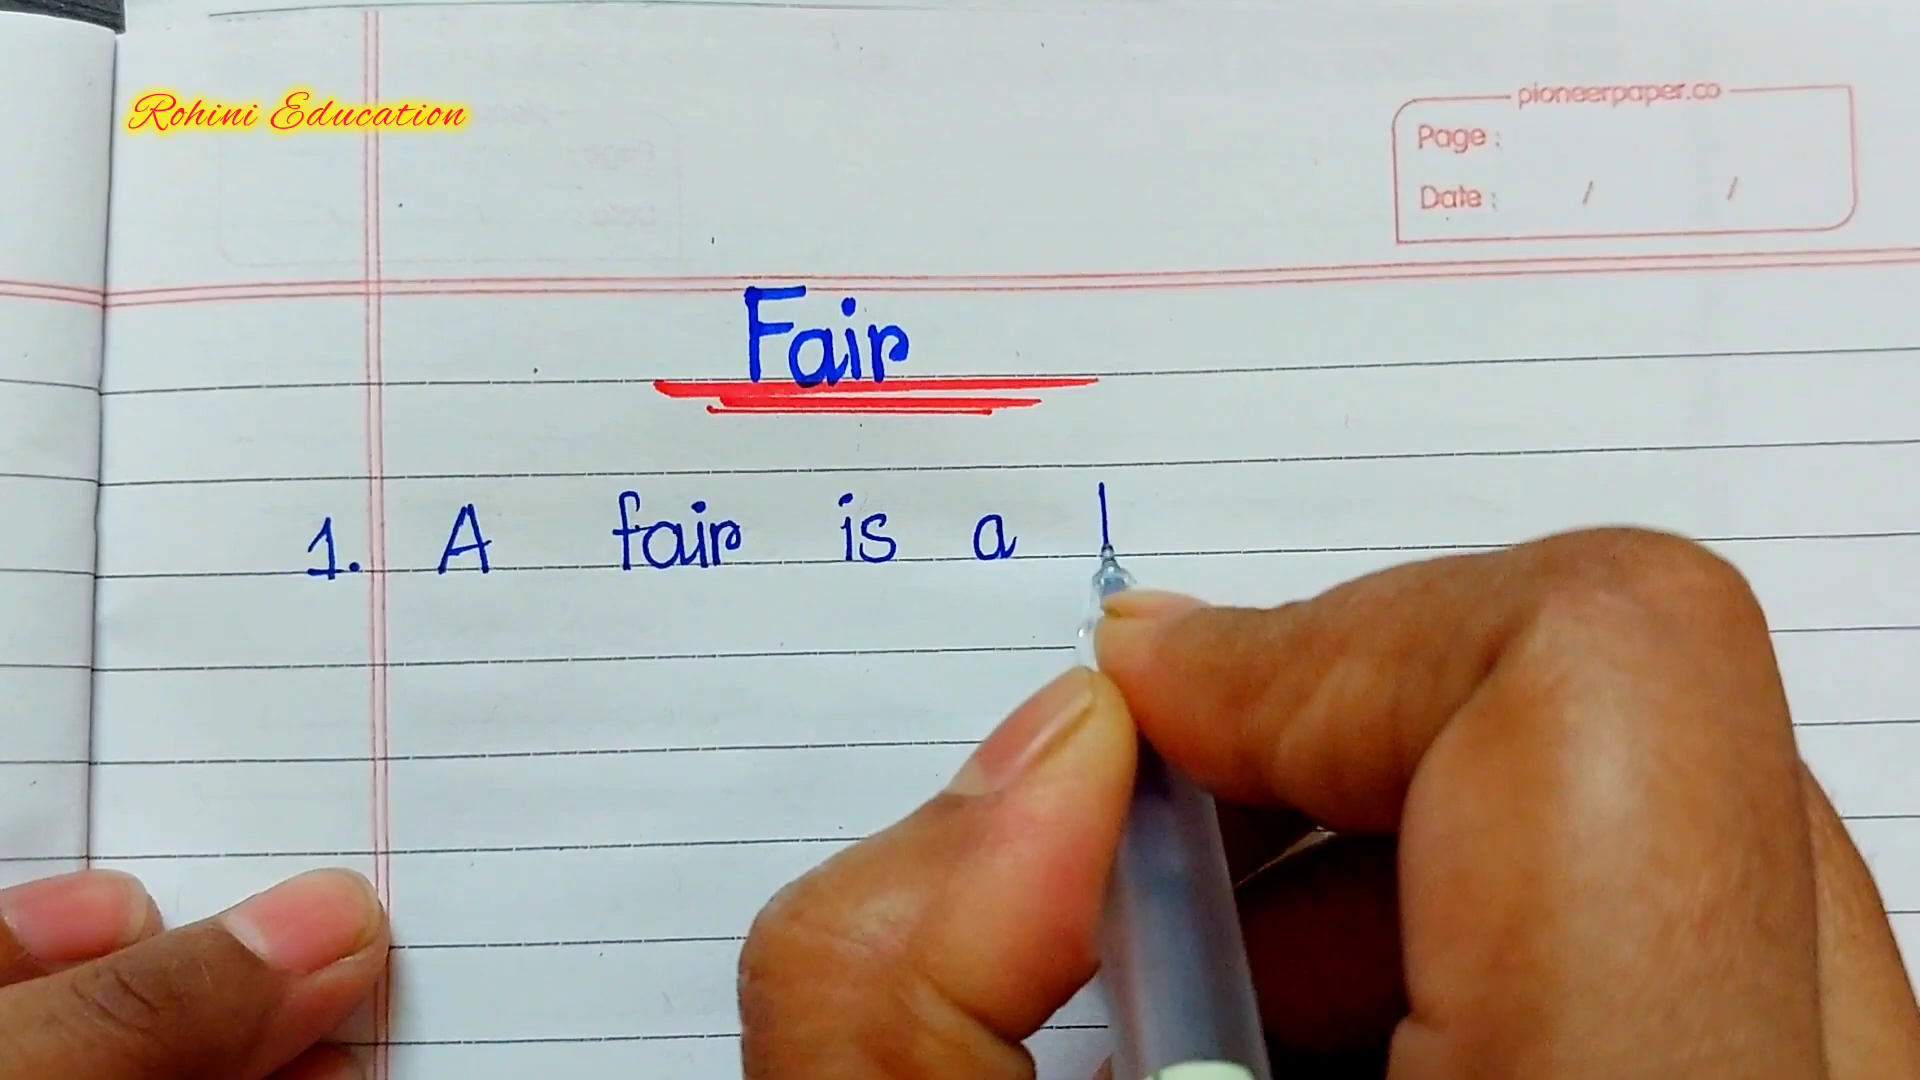 Rohini Education
pioneerpaper.co
Page :
Date : / /
Fair
1. A fair is a